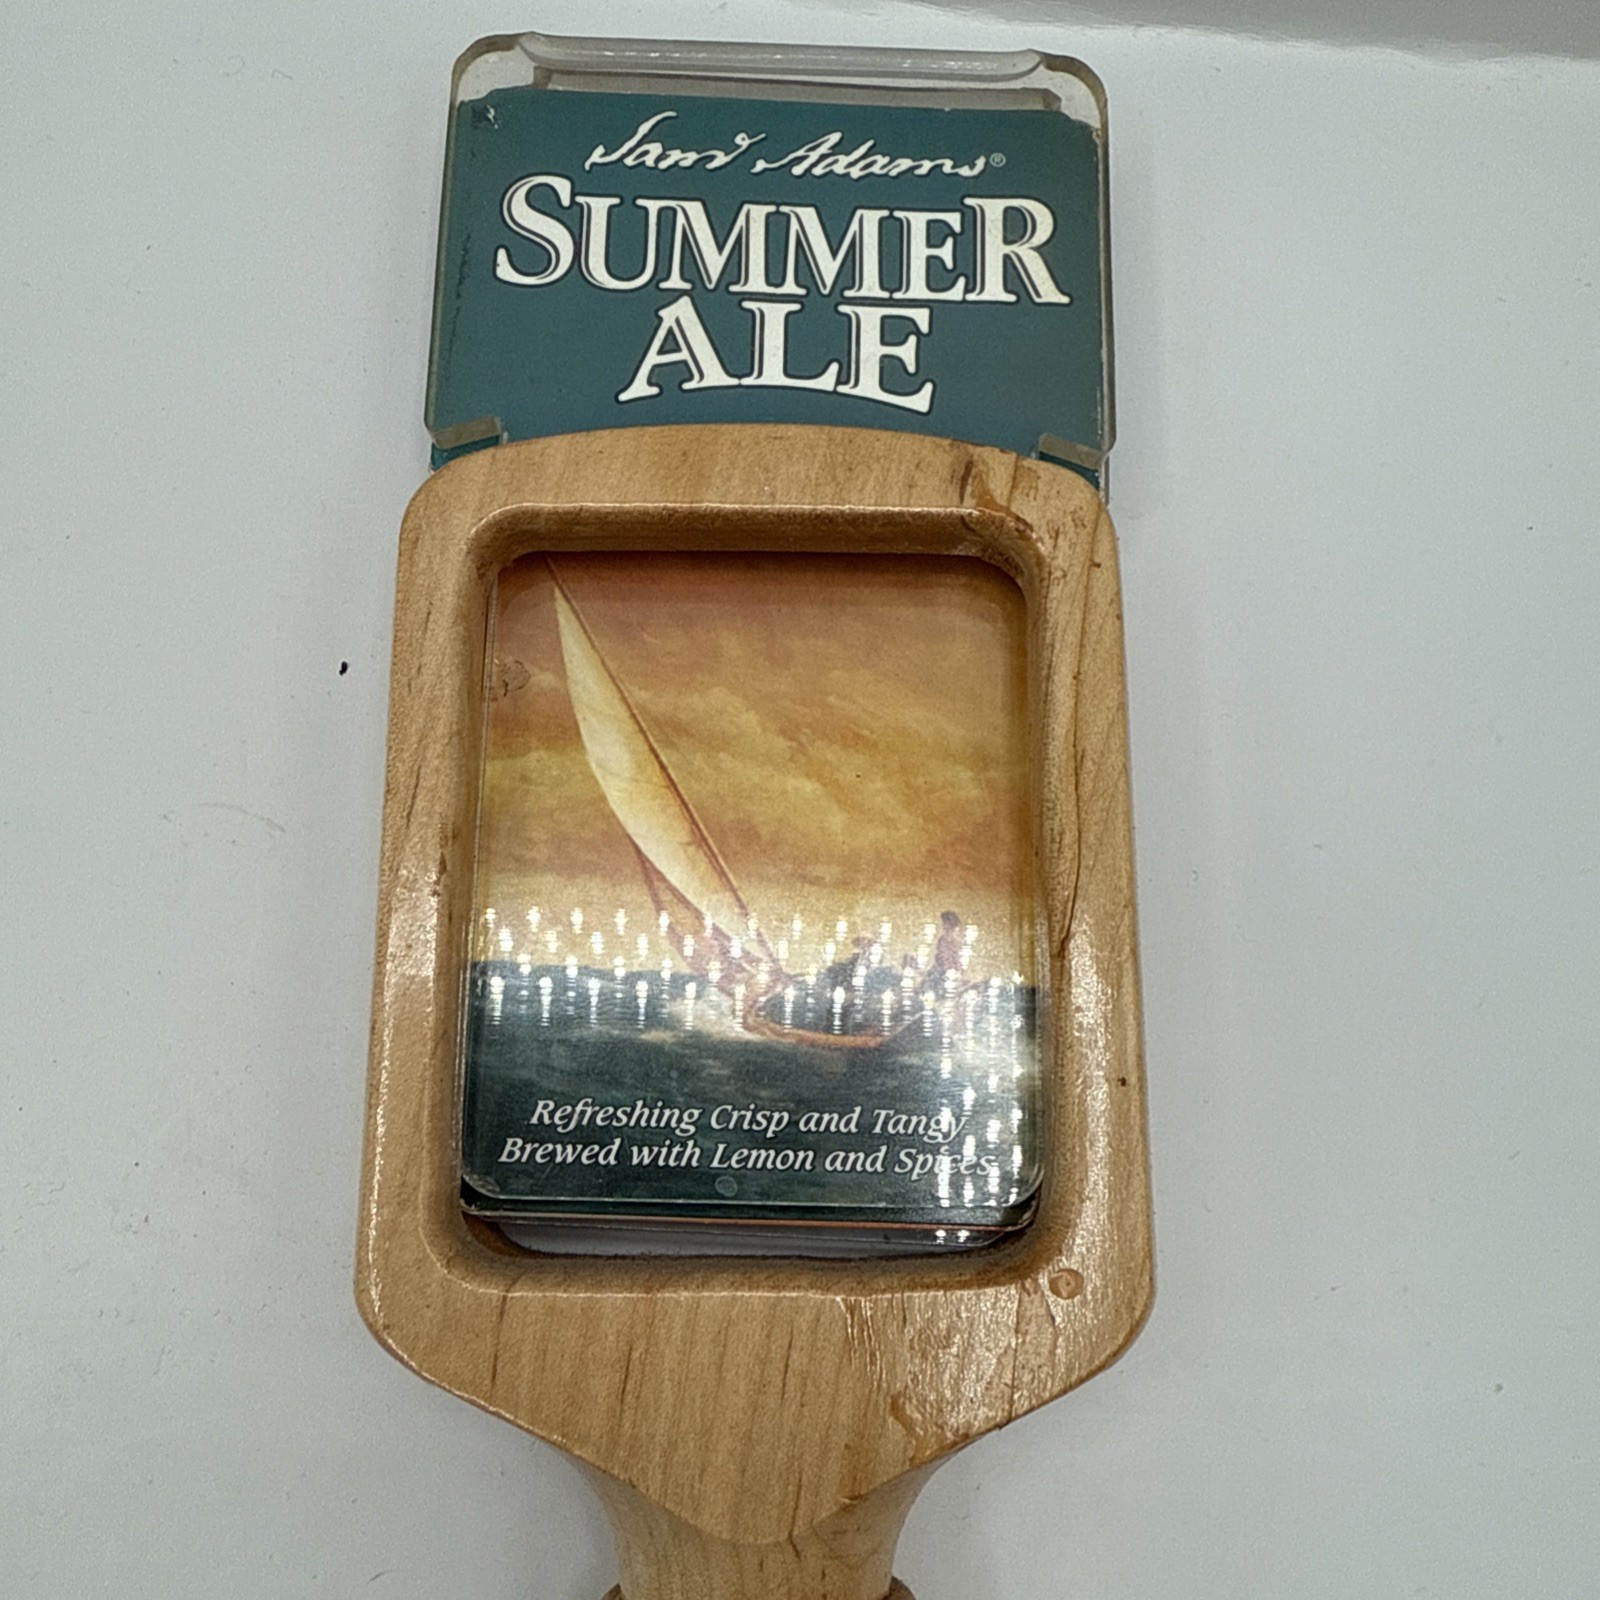 Sam Adams®
SUMMER
ALE
Refreshing Crisp and Tangy
Brewed with Lemon and Spices